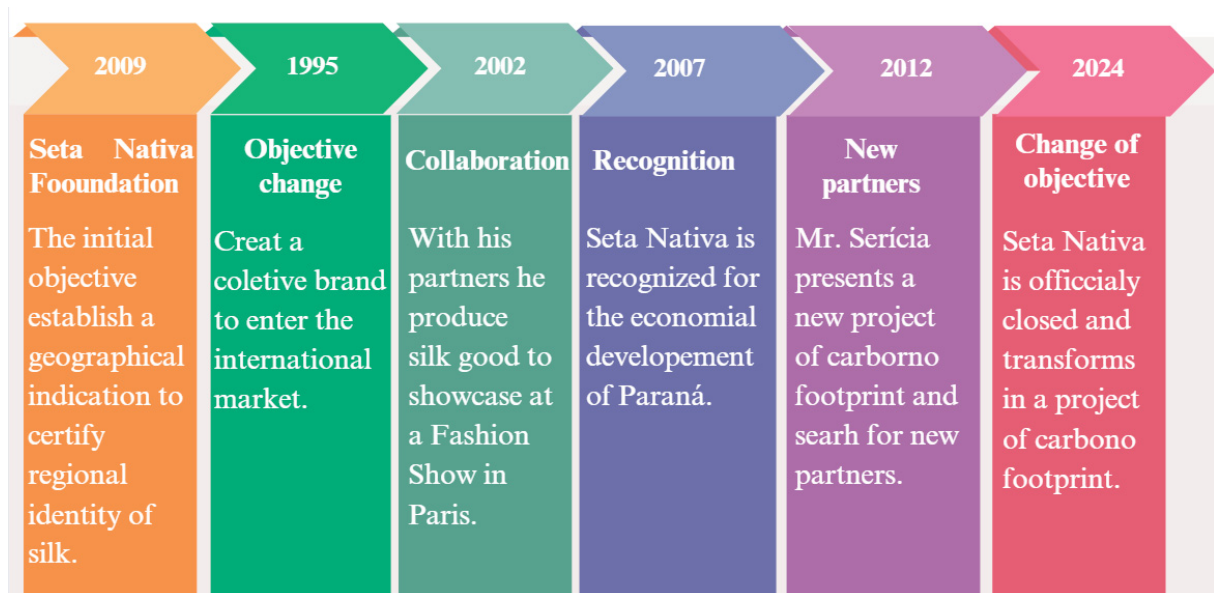 2009
Seta Nativa
Fooundation
The initial
objective
establish a
geographical
indication to
certify
regional
identity of
silk.
1995
Objective
change
Creat a
coletive brand
to enter the
international
market.
2002
Collaboration
With his
partners he
produce
silk good to
showcase at
a Fashion
Show in
Paris.
2007
Recognition
Seta Nativa is
recognized for
the economial
developement
of Paraná.
2012
New
partners
Mr. Serícia
presents a
new project
of carborno
footprint and
searh for new
partners.
2024
Change of
objective
Seta Nativa
is officcialy
closed and
transforms
in a project
of carbono
footprint.